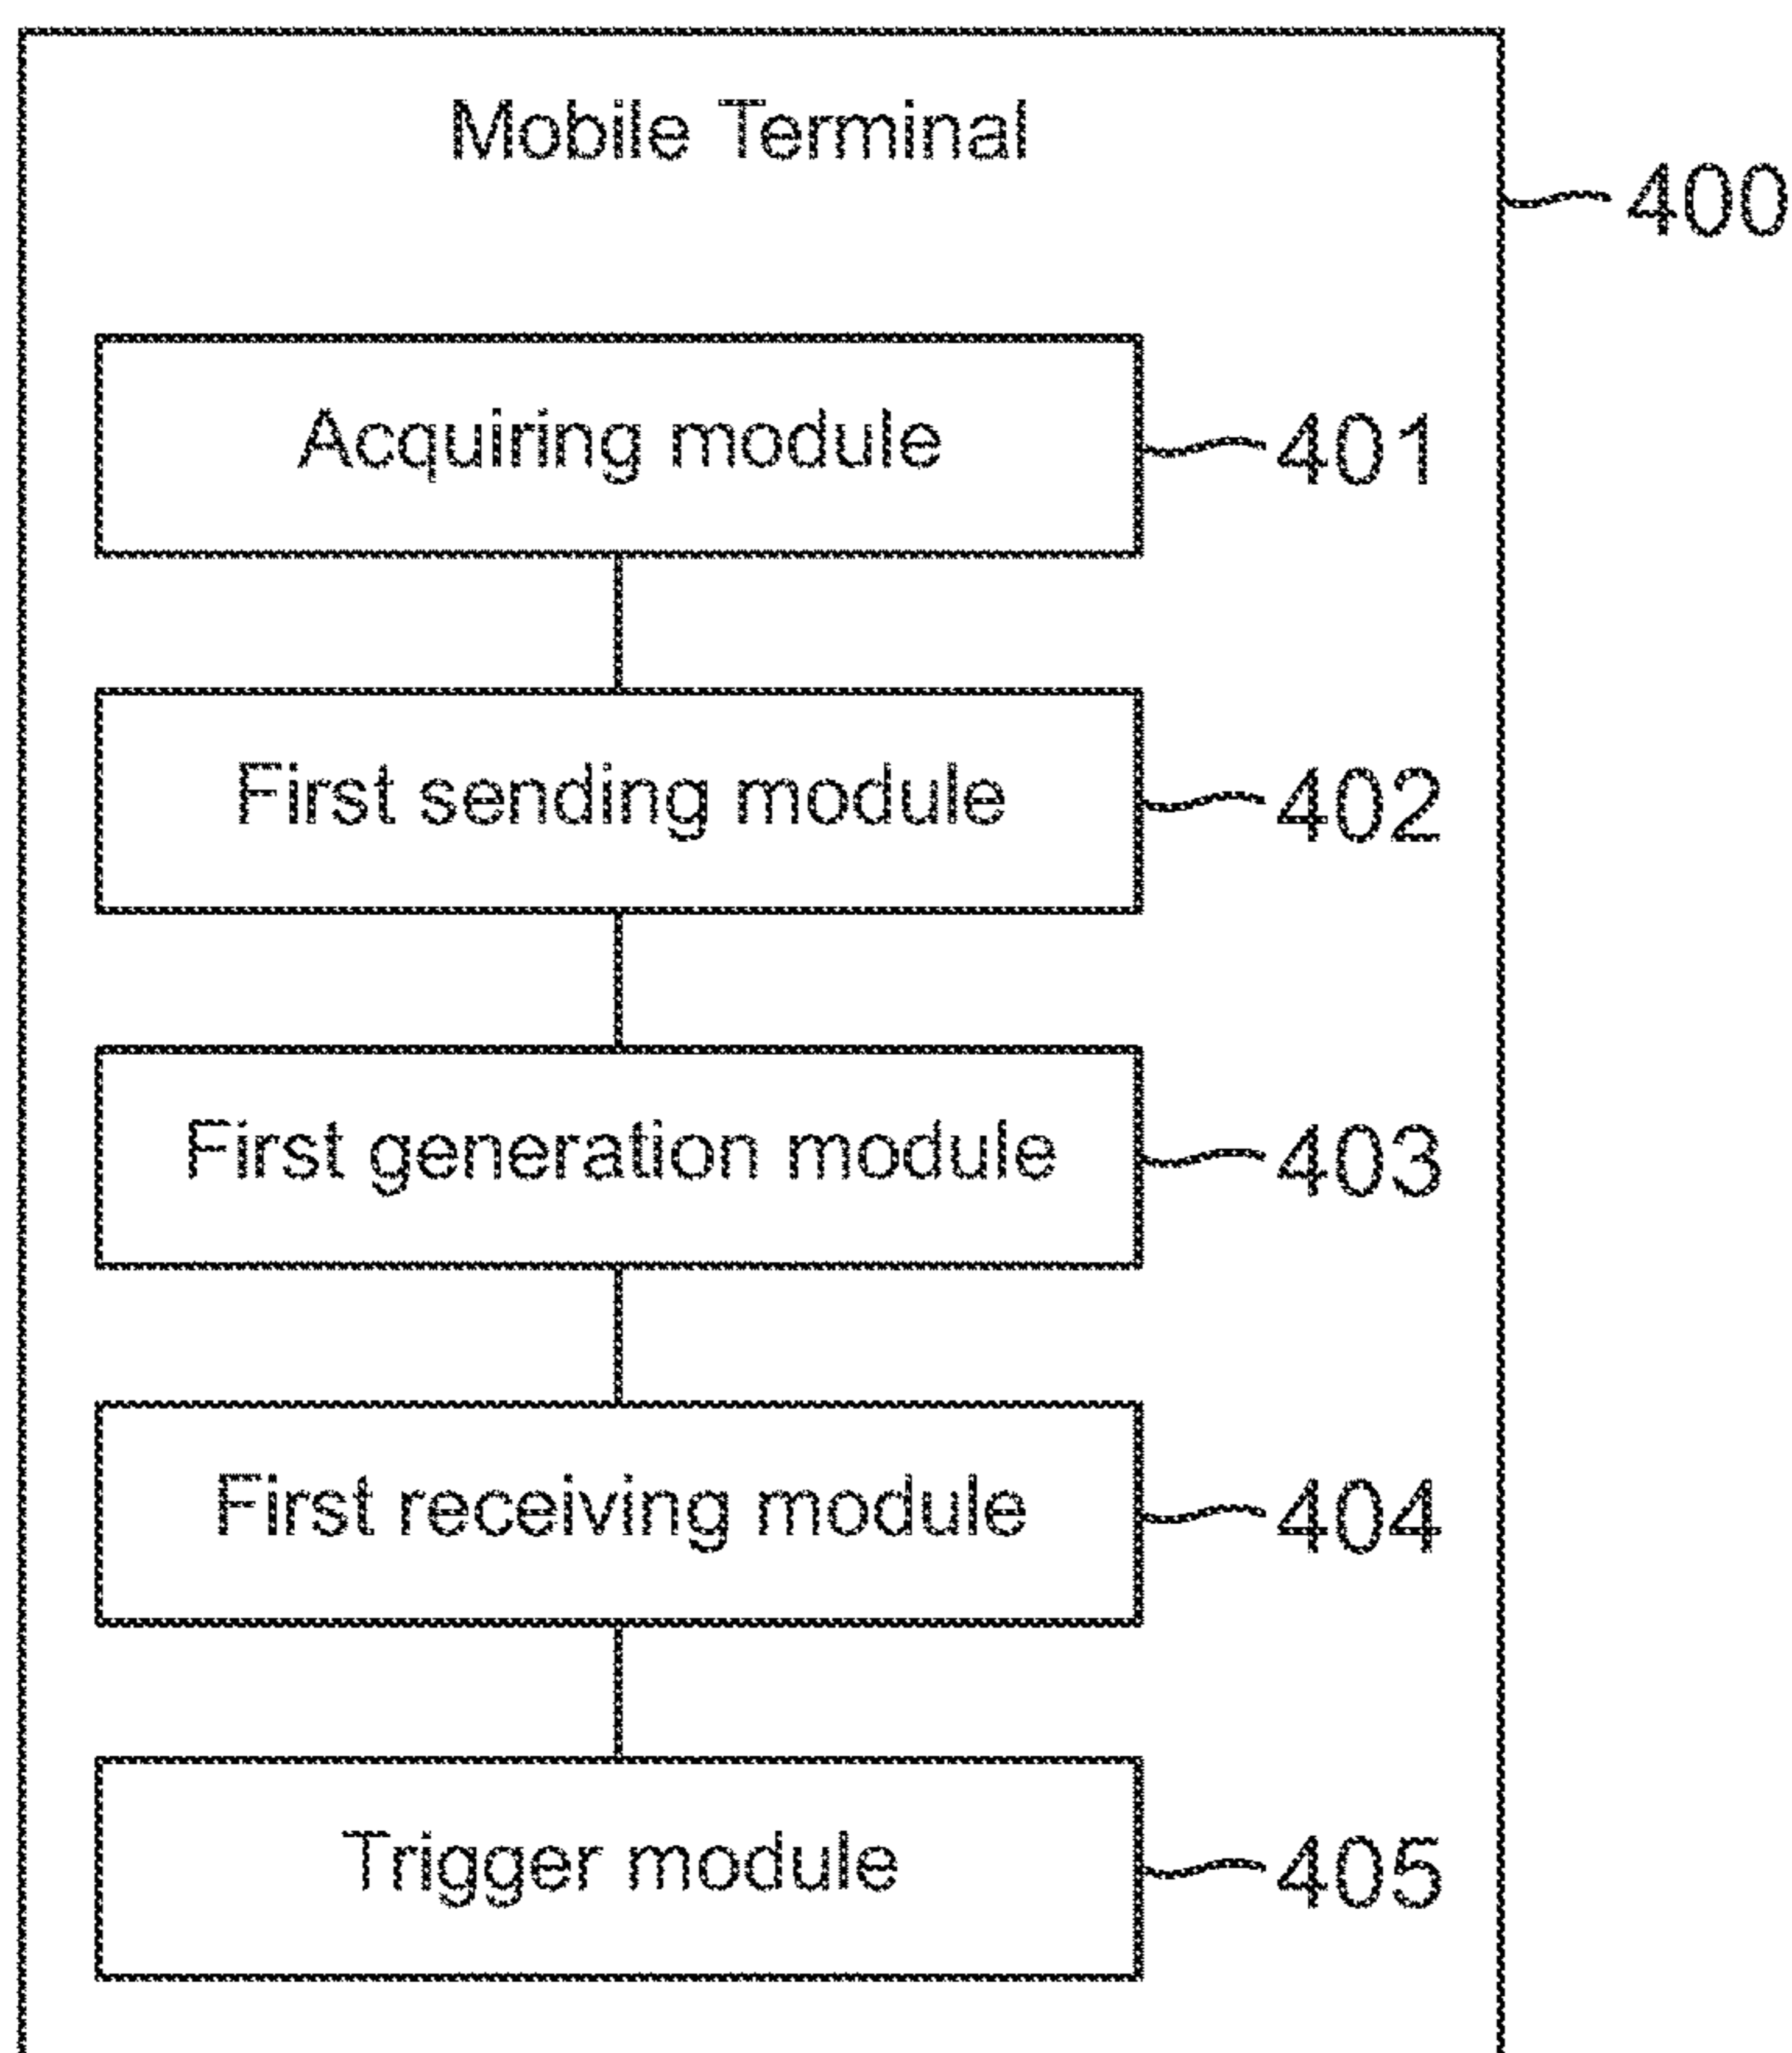 Mobile Terminal
400
Acquiring module
401
First sending module
402
First generation module
403
First receiving module
404
Trigger module
405